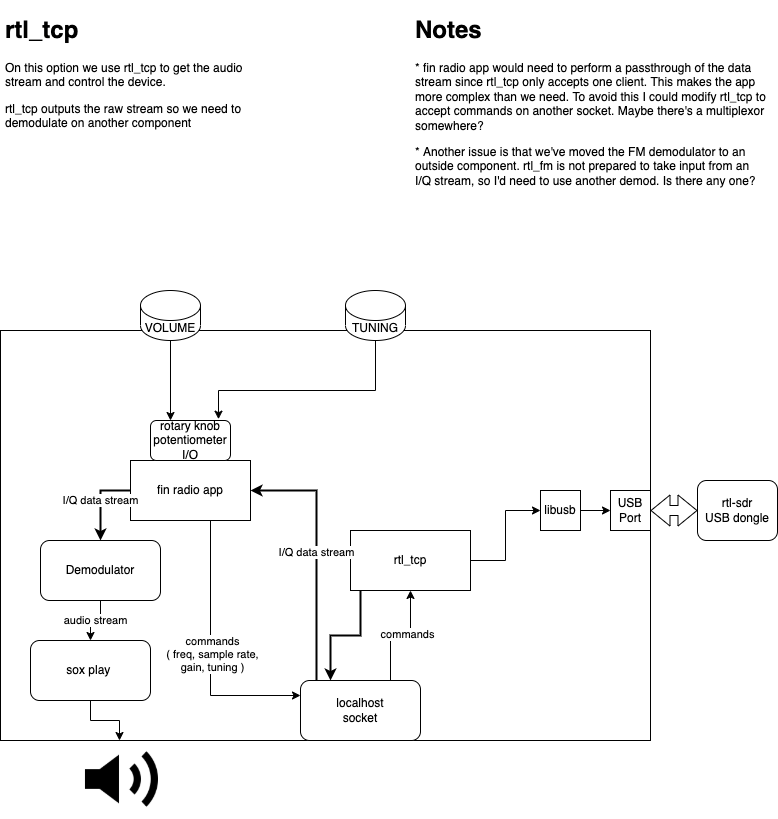 rtl_tcp
On this option we use rtl_tcp to get the audio
stream and control the device.
rtl_tcp outputs the raw stream so we need to
demodulate on another component
Notes
* fin radio app would need to perform a passthrough of the data
stream since rtl_tcp only accepts one client. This makes the app
more complex than we need. To avoid this I could modify rtl_tcp to
accept commands on another socket. Maybe there's a multiplexor
somewhere?
* Another issue is that we've moved the FM demodulator to an
outside component. rtl_fm is not prepared to take input from an
I/Q stream, so I'd need to use another demod. Is there any one?
VOLUME
TUNING
rotary knob
potentiometer
I/O
fin radio app
I/Q data stream
libusb
USB
Port
rtl-sdr
USB dongle
I/Q data stream
rtl_tcp
Demodulator
audio stream
commands
commands
( freq, sample rate,
gain, tuning )
sox play
localhost
socket